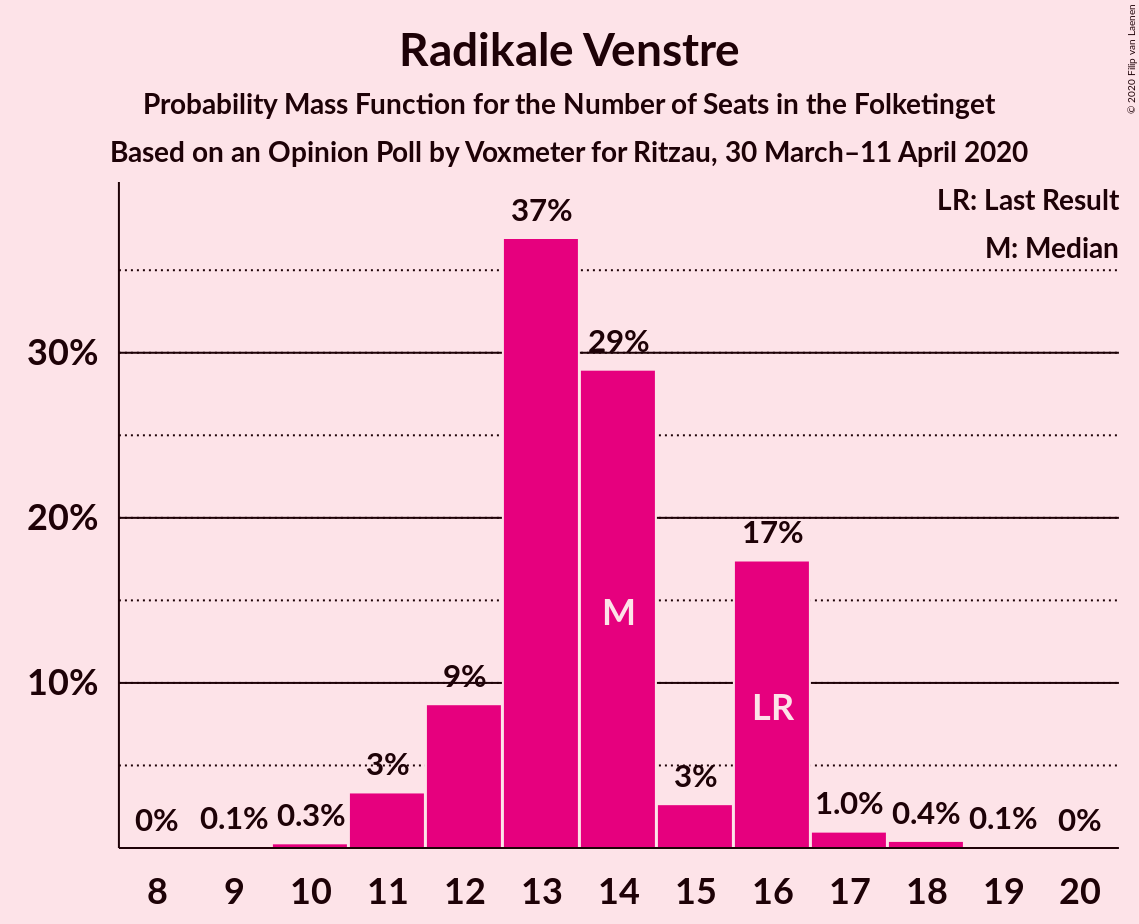 Radikale Venstre
Probability Mass Function for the Number of Seats in the Folketinget
Based on an Opinion Poll by Voxmeter for Ritzau, 30 March–11 April 2020
© 2020 Filip van Laenen
LR: Last Result
M: Median
37%
30%
29%
20%
17%
M
10%
9%
LR
3%
3%
0%
0.1%
0.3%
1.0%
0.4%
0.1%
0%
8 9 10 11 12 13 14 15 16 17 18 19 20